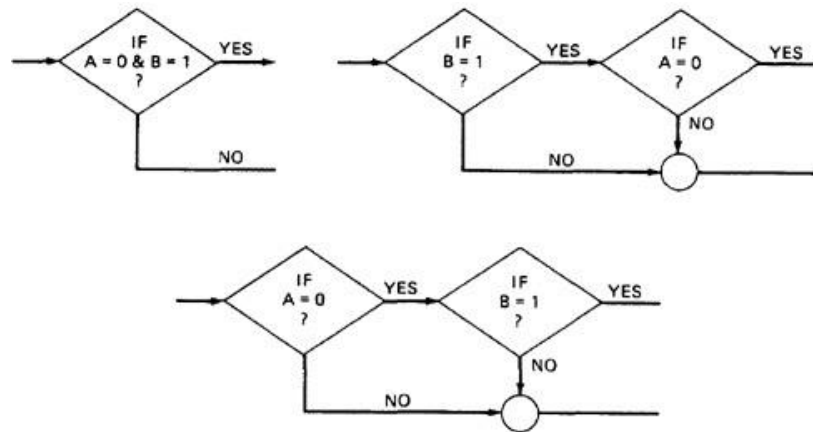 IF
A = 0 & B = 1
?
YES
NO
IF
B = 1
?
YES
IF
A = 0
?
YES
NO
NO
IF
A = 0
?
YES
IF
B = 1
?
YES
NO
NO